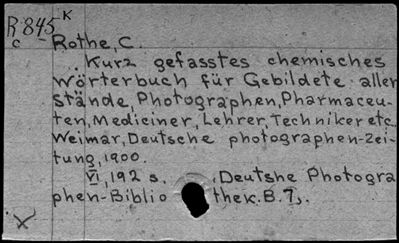 K
R 845
c
Rothe, C.
Kurz gefasstes chemisches
Wörterbuch für Gebildete aller
Stände, Photographen, Pharmaceu-
ten, Mediciner, Lehrer, Techniker etc.
Weimar, Deutsche photographen-Zei-
tung, 1900.
VI, 192 s. (Deutshe Photogra
phen-Biblio thek. B. 7).